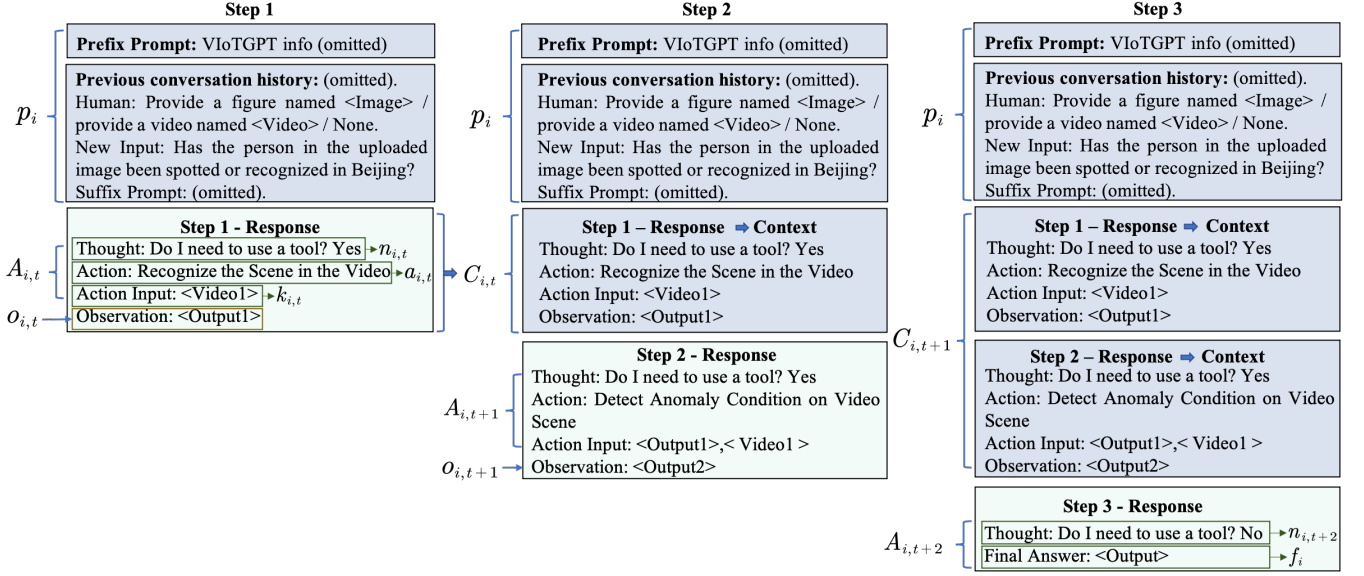 Step 1
Prefix Prompt: VIoTGPT info (omitted)
p_i
Previous conversation history: (omitted).
Human: Provide a figure named <Image> /
provide a video named <Video> / None.
New Input: Has the person in the uploaded
image been spotted or recognized in Beijing?
Suffix Prompt: (omitted).
Step 1 - Response
A_{i,t}
Thought: Do I need to use a tool? Yes
n_{i,t}
Action: Recognize the Scene in the Video
a_{i,t}
Action Input: <Video1>
k_{i,t}
o_{i,t}
Observation: <Output1>
Step 2
Prefix Prompt: VIoTGPT info (omitted)
p_i
Previous conversation history: (omitted).
Human: Provide a figure named <Image> /
provide a video named <Video> / None.
New Input: Has the person in the uploaded
image been spotted or recognized in Beijing?
Suffix Prompt: (omitted).
C_{i,t}
Step 1 – Response ➡ Context
Thought: Do I need to use a tool? Yes
Action: Recognize the Scene in the Video
Action Input: <Video1>
Observation: <Output1>
Step 2 - Response
A_{i,t+1}
Thought: Do I need to use a tool? Yes
Action: Detect Anomaly Condition on Video
Scene
Action Input: <Output1>,< Video1 >
o_{i,t+1}
Observation: <Output2>
Step 3
Prefix Prompt: VIoTGPT info (omitted)
p_i
Previous conversation history: (omitted).
Human: Provide a figure named <Image> /
provide a video named <Video> / None.
New Input: Has the person in the uploaded
image been spotted or recognized in Beijing?
Suffix Prompt: (omitted).
C_{i,t+1}
Step 1 – Response ➡ Context
Thought: Do I need to use a tool? Yes
Action: Recognize the Scene in the Video
Action Input: <Video1>
Observation: <Output1>
Step 2 – Response ➡ Context
Thought: Do I need to use a tool? Yes
Action: Detect Anomaly Condition on Video
Scene
Action Input: <Output1>,< Video1 >
Observation: <Output2>
Step 3 - Response
A_{i,t+2}
Thought: Do I need to use a tool? No
n_{i,t+2}
Final Answer: <Output>
f_i